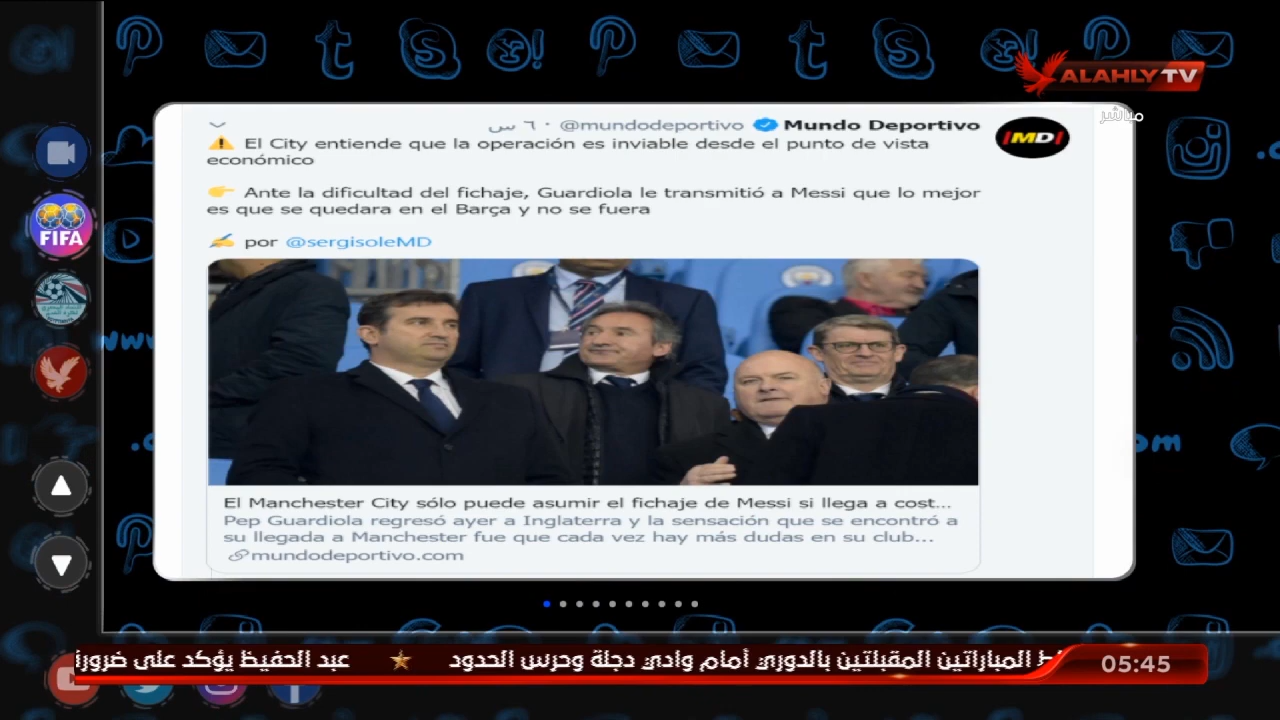 ALAHLY TV
مباشر
Mundo Deportivo @mundodeportivo · ٦ س
MD
⚠️ El City entiende que la operación es inviable desde el punto de vista
económico
👉 Ante la dificultad del fichaje, Guardiola le transmitió a Messi que lo mejor
es que se quedara en el Barça y no se fuera
✍️ por @sergisoleMD
El Manchester City sólo puede asumir el fichaje de Messi si llega a cost...
Pep Guardiola regresó ayer a Inglaterra y la sensación que se encontró a
su llegada a Manchester fue que cada vez hay más dudas en su club...
mundodeportivo.com
FIFA
المباراتين المقبلتين بالدوري أمام وادي دجلة وحرس الحدود
عبد الحفيظ يؤكد على
05:45